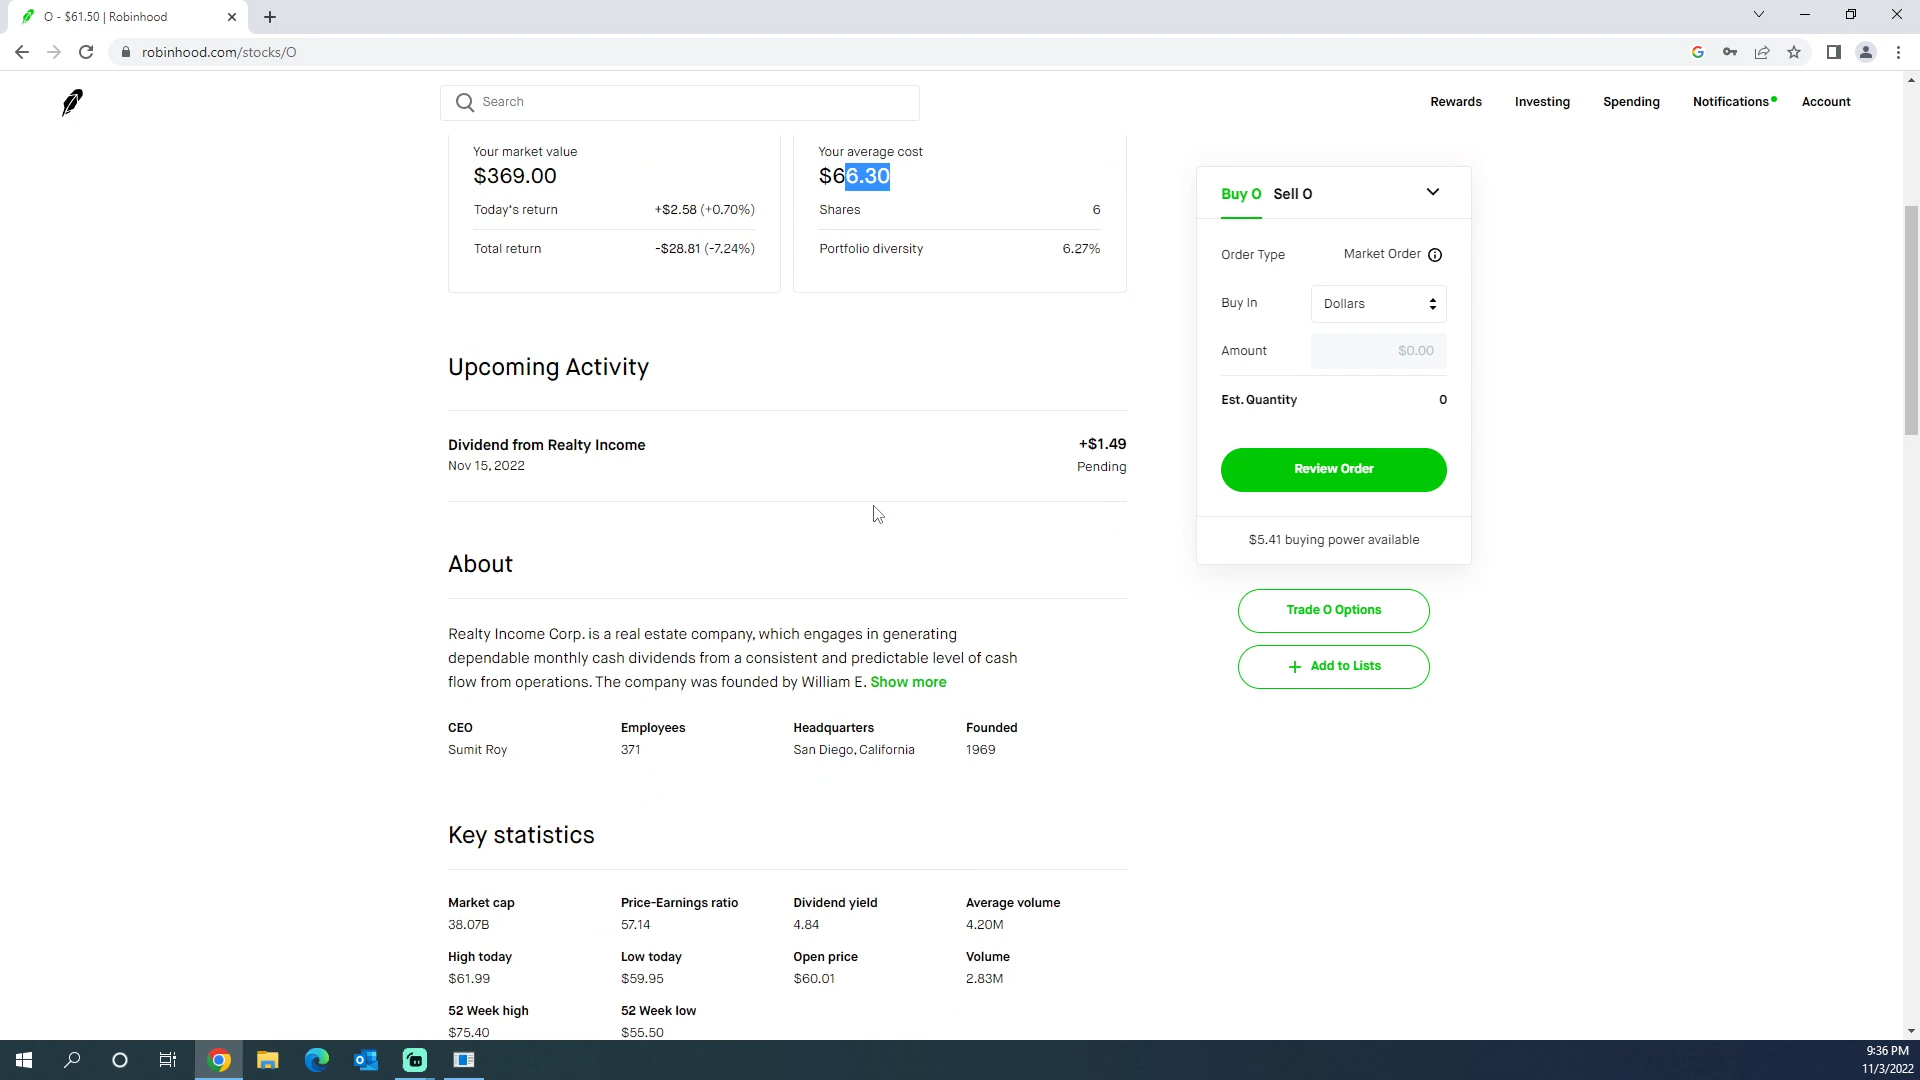 O - $61.50 | Robinhood
robinhood.com/stocks/O
Search
Rewards
Investing
Spending
Notifications
Account
Your market value
$369.00
Today's return +$2.58 (+0.70%)
Total return -$28.81 (-7.24%)
Your average cost
$66.30
Shares 6
Portfolio diversity 6.27%
Buy O Sell O
Order Type Market Order
Buy In Dollars
Amount $0.00
Est. Quantity 0
Review Order
$5.41 buying power available
Trade O Options
Add to Lists
Upcoming Activity
Dividend from Realty Income +$1.49
Nov 15, 2022 Pending
About
Realty Income Corp. is a real estate company, which engages in generating
dependable monthly cash dividends from a consistent and predictable level of cash
flow from operations. The company was founded by William E. Show more
CEO Employees Headquarters Founded
Sumit Roy 371 San Diego, California 1969
Key statistics
Market cap Price-Earnings ratio Dividend yield Average volume
38.07B 57.14 4.84 4.20M
High today Low today Open price Volume
$61.99 $59.95 $60.01 2.83M
52 Week high 52 Week low
$75.40 $55.50
9:36 PM
11/3/2022